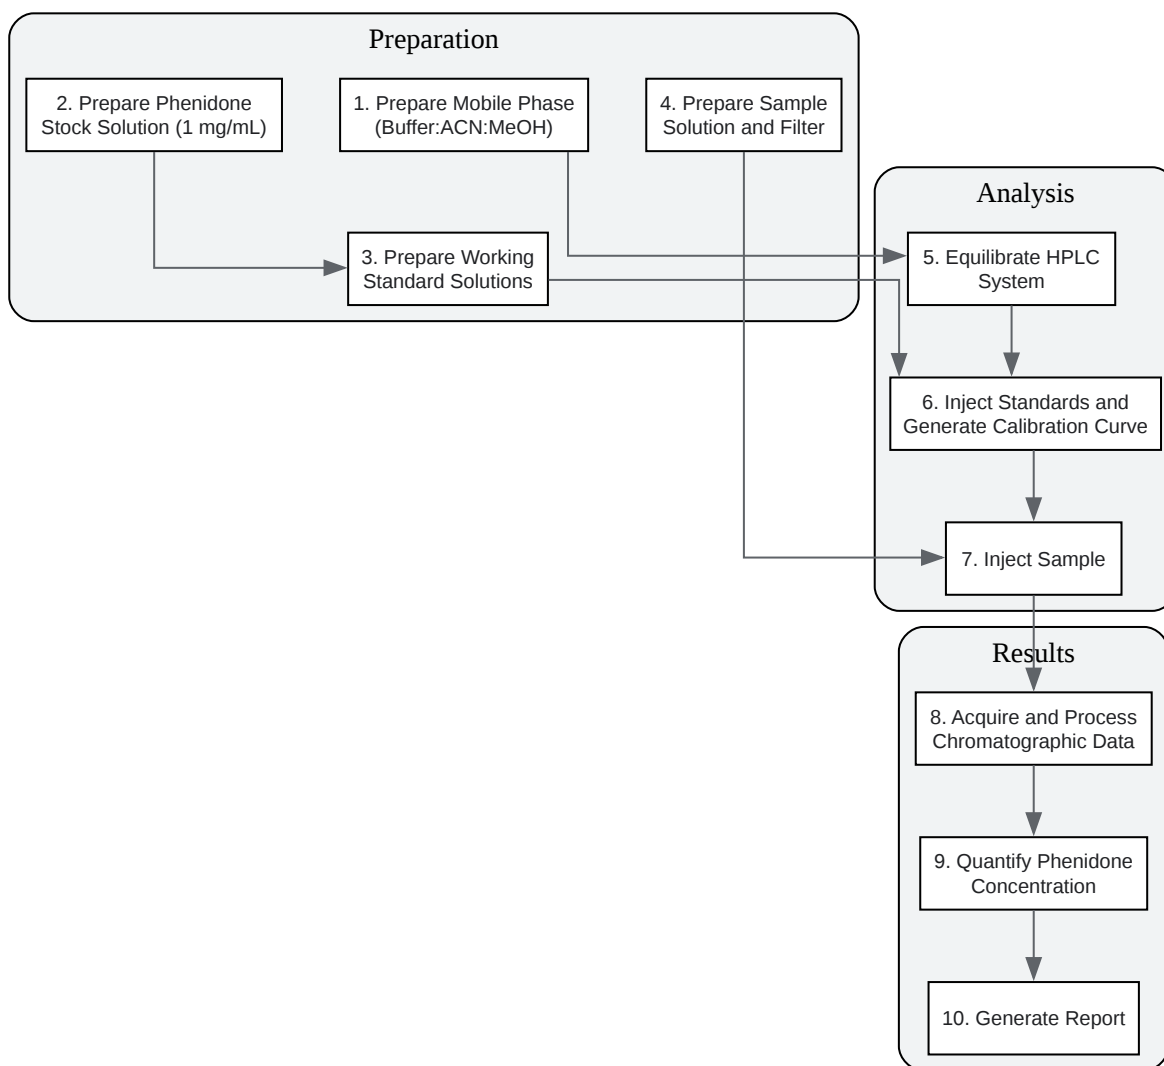 Preparation
2. Prepare Phenidone
Stock Solution (1 mg/mL)
1. Prepare Mobile Phase
(Buffer:ACN:MeOH)
4. Prepare Sample
Solution and Filter
3. Prepare Working
Standard Solutions
Analysis
5. Equilibrate HPLC
System
6. Inject Standards and
Generate Calibration Curve
7. Inject Sample
Results
8. Acquire and Process
Chromatographic Data
9. Quantify Phenidone
Concentration
10. Generate Report